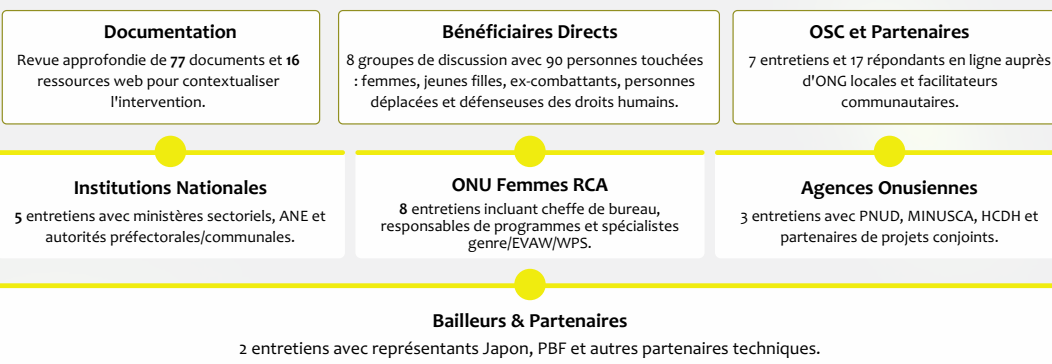 Documentation
Revue approfondie de 77 documents et 16
ressources web pour contextualiser
l'intervention.
Bénéficiaires Directs
8 groupes de discussion avec 90 personnes touchées
: femmes, jeunes filles, ex-combattants, personnes
déplacées et défenseuses des droits humains.
OSC et Partenaires
7 entretiens et 17 répondants en ligne auprès
d'ONG locales et facilitateurs
communautaires.
Institutions Nationales
5 entretiens avec ministères sectoriels, ANE et
autorités préfectorales/communales.
ONU Femmes RCA
8 entretiens incluant cheffe de bureau,
responsables de programmes et spécialistes
genre/EVAW/WPS.
Agences Onusiennes
3 entretiens avec PNUD, MINUSCA, HCDH et
partenaires de projets conjoints.
Bailleurs & Partenaires
2 entretiens avec représentants Japon, PBF et autres partenaires techniques.